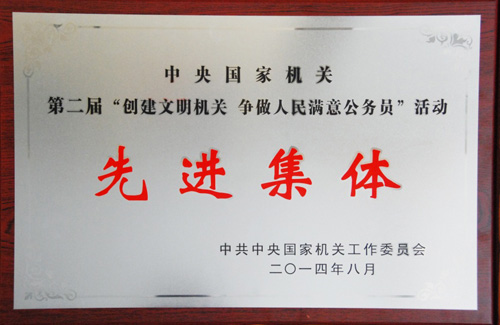 中央国家机关
第二届“创建文明机关 争做人民满意公务员”活动
先进集体
中共中央国家机关工作委员会
二〇一四年八月